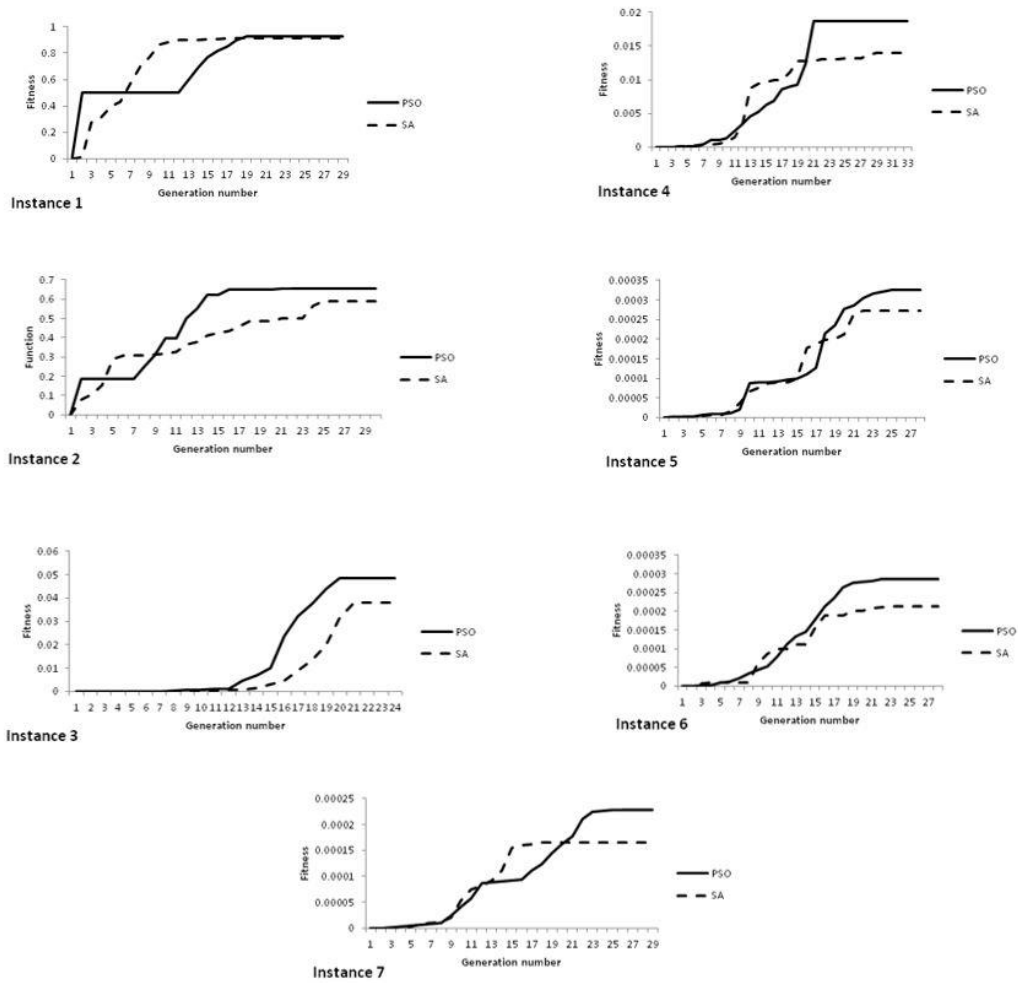 1
0.8
0.6
0.4
0.2
0
Fitness
1 3 5 7 9 11 13 15 17 19 21 23 25 27 29
Generation number
PSO
SA
Instance 1
0.02
0.015
0.01
0.005
0
Fitness
1 3 5 7 9 11 13 15 17 19 21 23 25 27 29 31 33
Generation number
PSO
SA
Instance 4
0.7
0.6
0.5
0.4
0.3
0.2
0.1
0
Function
1 3 5 7 9 11 13 15 17 19 21 23 25 27 29
Generation number
PSO
SA
Instance 2
0.00035
0.0003
0.00025
0.0002
0.00015
0.0001
0.00005
0
Fitness
1 3 5 7 9 11 13 15 17 19 21 23 25 27
Generation number
PSO
SA
Instance 5
0.06
0.05
0.04
0.03
0.02
0.01
0
Fitness
1 2 3 4 5 6 7 8 9 10 11 12 13 14 15 16 17 18 19 20 21 22 23 24
Generation number
PSO
SA
Instance 3
0.00035
0.0003
0.00025
0.0002
0.00015
0.0001
0.00005
0
Fitness
1 3 5 7 9 11 13 15 17 19 21 23 25 27
Generation number
PSO
SA
Instance 6
0.00025
0.0002
0.00015
0.0001
0.00005
0
Fitness
1 3 5 7 9 11 13 15 17 19 21 23 25 27 29
Generation number
PSO
SA
Instance 7